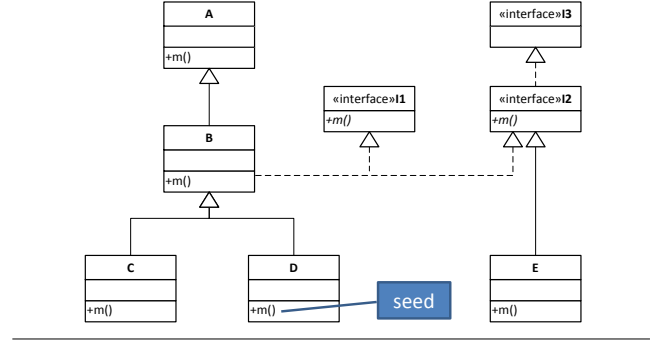 A
+m()
«interface»I3
«interface»I1
+m()
«interface»I2
+m()
B
+m()
C
+m()
D
+m()
seed
E
+m()